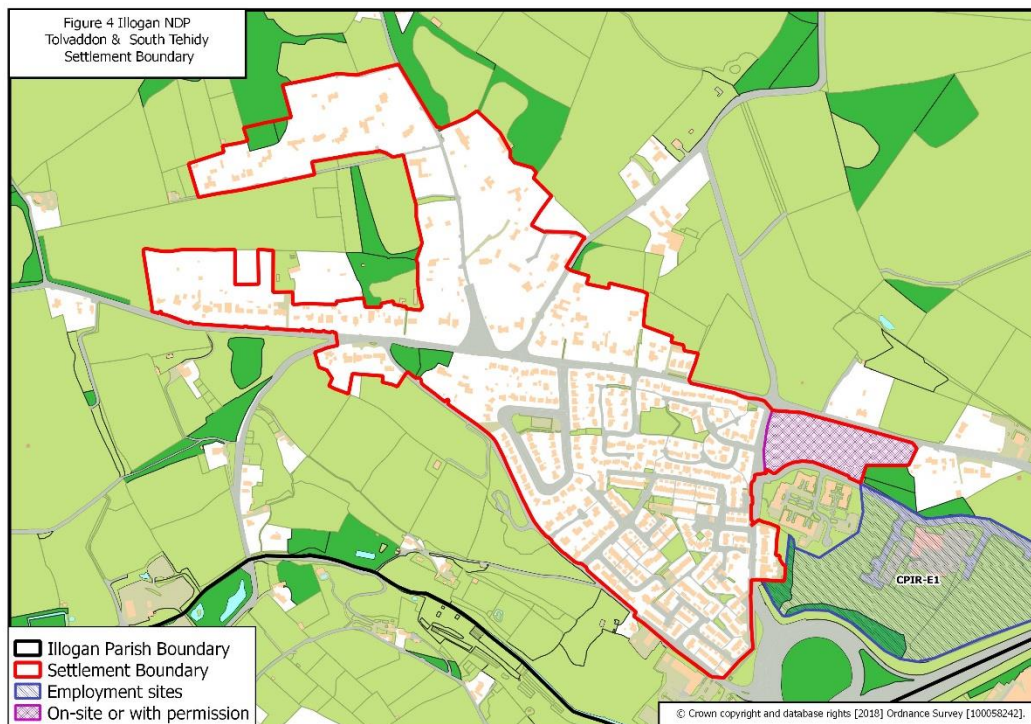 Figure 4 Illogan NDP
Tolvaddon & South Tehidy
Settlement Boundary
CPIR-E1
Illogan Parish Boundary
Settlement Boundary
Employment sites
On-site or with permission
© Crown copyright and database rights [2018] Ordnance Survey [100058242]